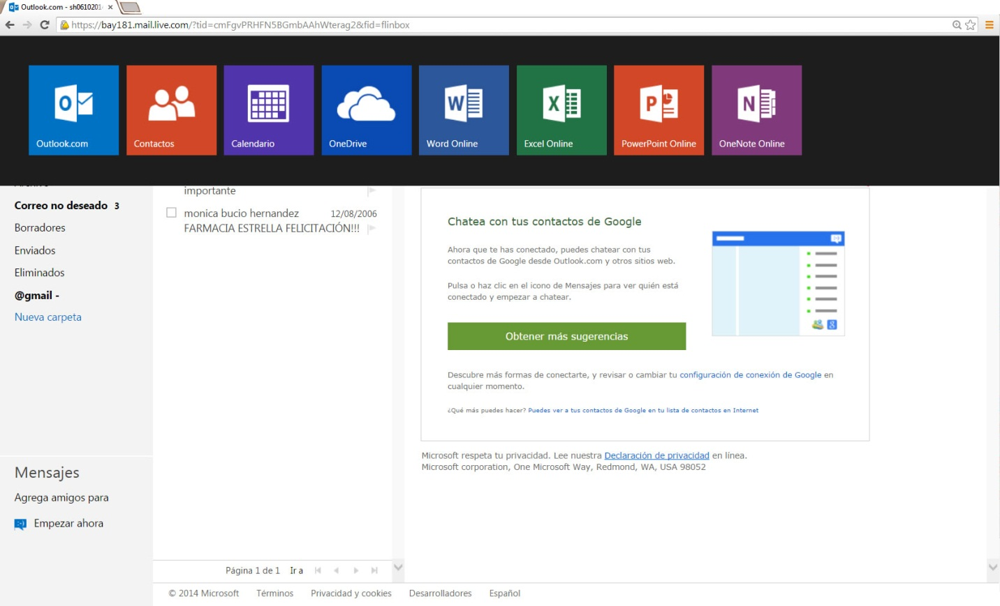 Outlook.com - sh0610201
https://bay181.mail.live.com/?tid=cmFgvPRHFN5BGmbAAhWterag2&fid=flinbox
Outlook.com
Contactos
Calendario
OneDrive
Word Online
Excel Online
PowerPoint Online
OneNote Online
Correo no deseado 3
Borradores
Enviados
Eliminados
@gmail -
Nueva carpeta
importante
monica bucio hernandez 12/08/2006
FARMACIA ESTRELLA FELICITACIÓN!!!
Chatea con tus contactos de Google
Ahora que te has conectado, puedes chatear con tus
contactos de Google desde Outlook.com y otros sitios web.
Pulsa o haz clic en el icono de Mensajes para ver quién está
conectado y empezar a chatear.
Obtener más sugerencias
Descubre más formas de conectarte, y revisar o cambiar tu configuración de conexión de Google en
cualquier momento.
¿Qué más puedes hacer? Puedes ver a tus contactos de Google en tu lista de contactos en Internet
Microsoft respeta tu privacidad. Lee nuestra Declaración de privacidad en línea.
Microsoft corporation, One Microsoft Way, Redmond, WA, USA 98052
Mensajes
Agrega amigos para
Empezar ahora
Página 1 de 1 Ir a
© 2014 Microsoft Términos Privacidad y cookies Desarrolladores Español